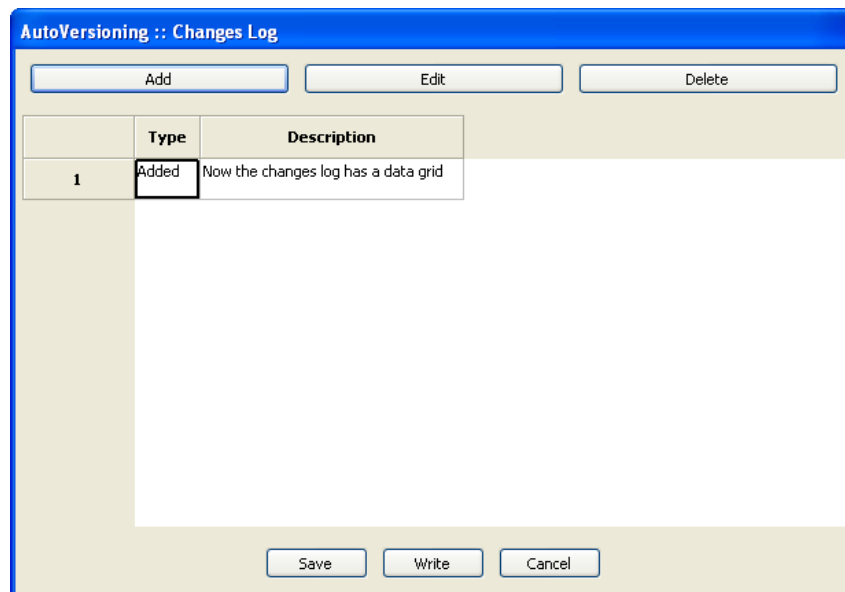 AutoVersioning :: Changes Log
Add Edit Delete
Type Description
1 Added Now the changes log has a data grid
Save Write Cancel